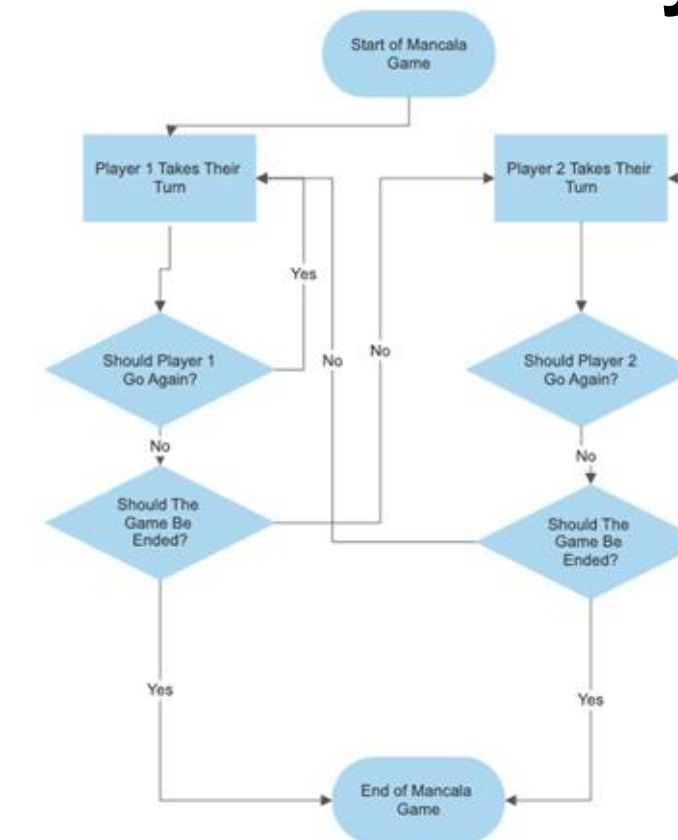 Start of Mancala
Game
Player 1 Takes Their
Turn
Player 2 Takes Their
Turn
Yes
Should Player 1
Go Again?
No
No
Should Player 2
Go Again?
No
No
Should The
Game Be
Ended?
Should The
Game Be
Ended?
Yes
Yes
End of Mancala
Game